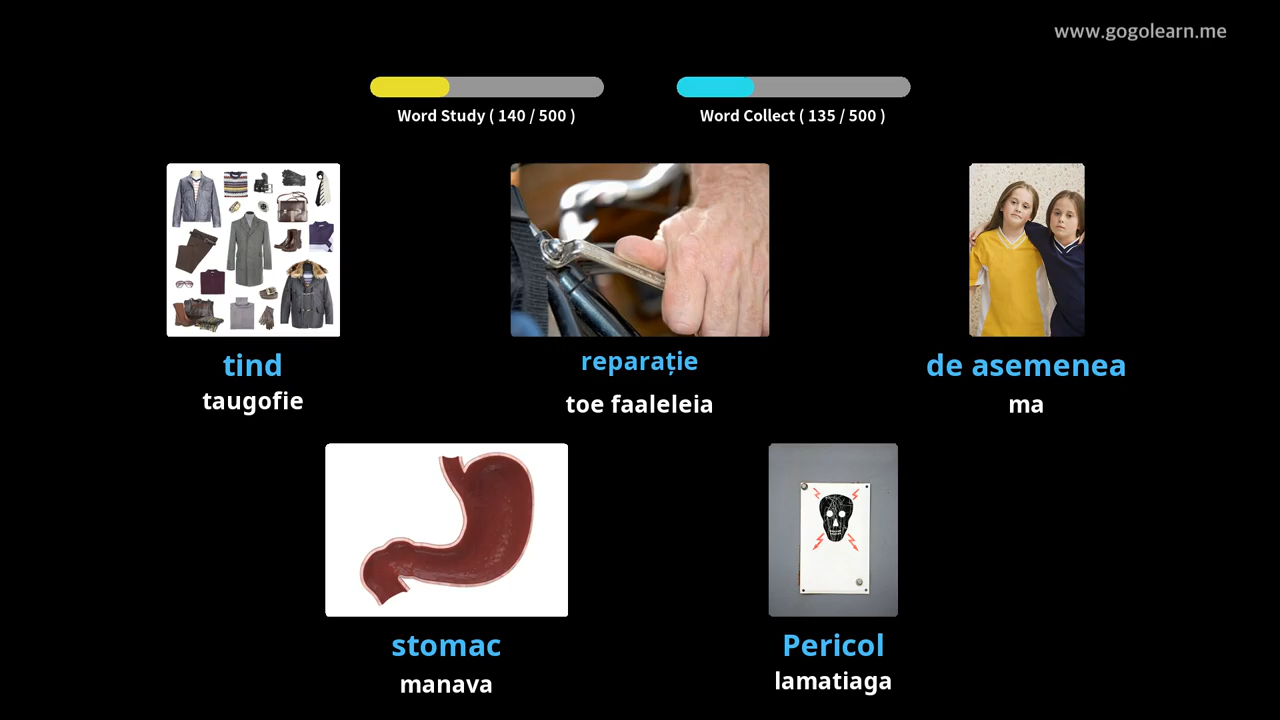 www.gogolearn.me
Word Study ( 140 / 500 )
Word Collect ( 135 / 500 )
tind
taugofie
reparație
toe faaleleia
de asemenea
ma
stomac
manava
Pericol
lamatiaga